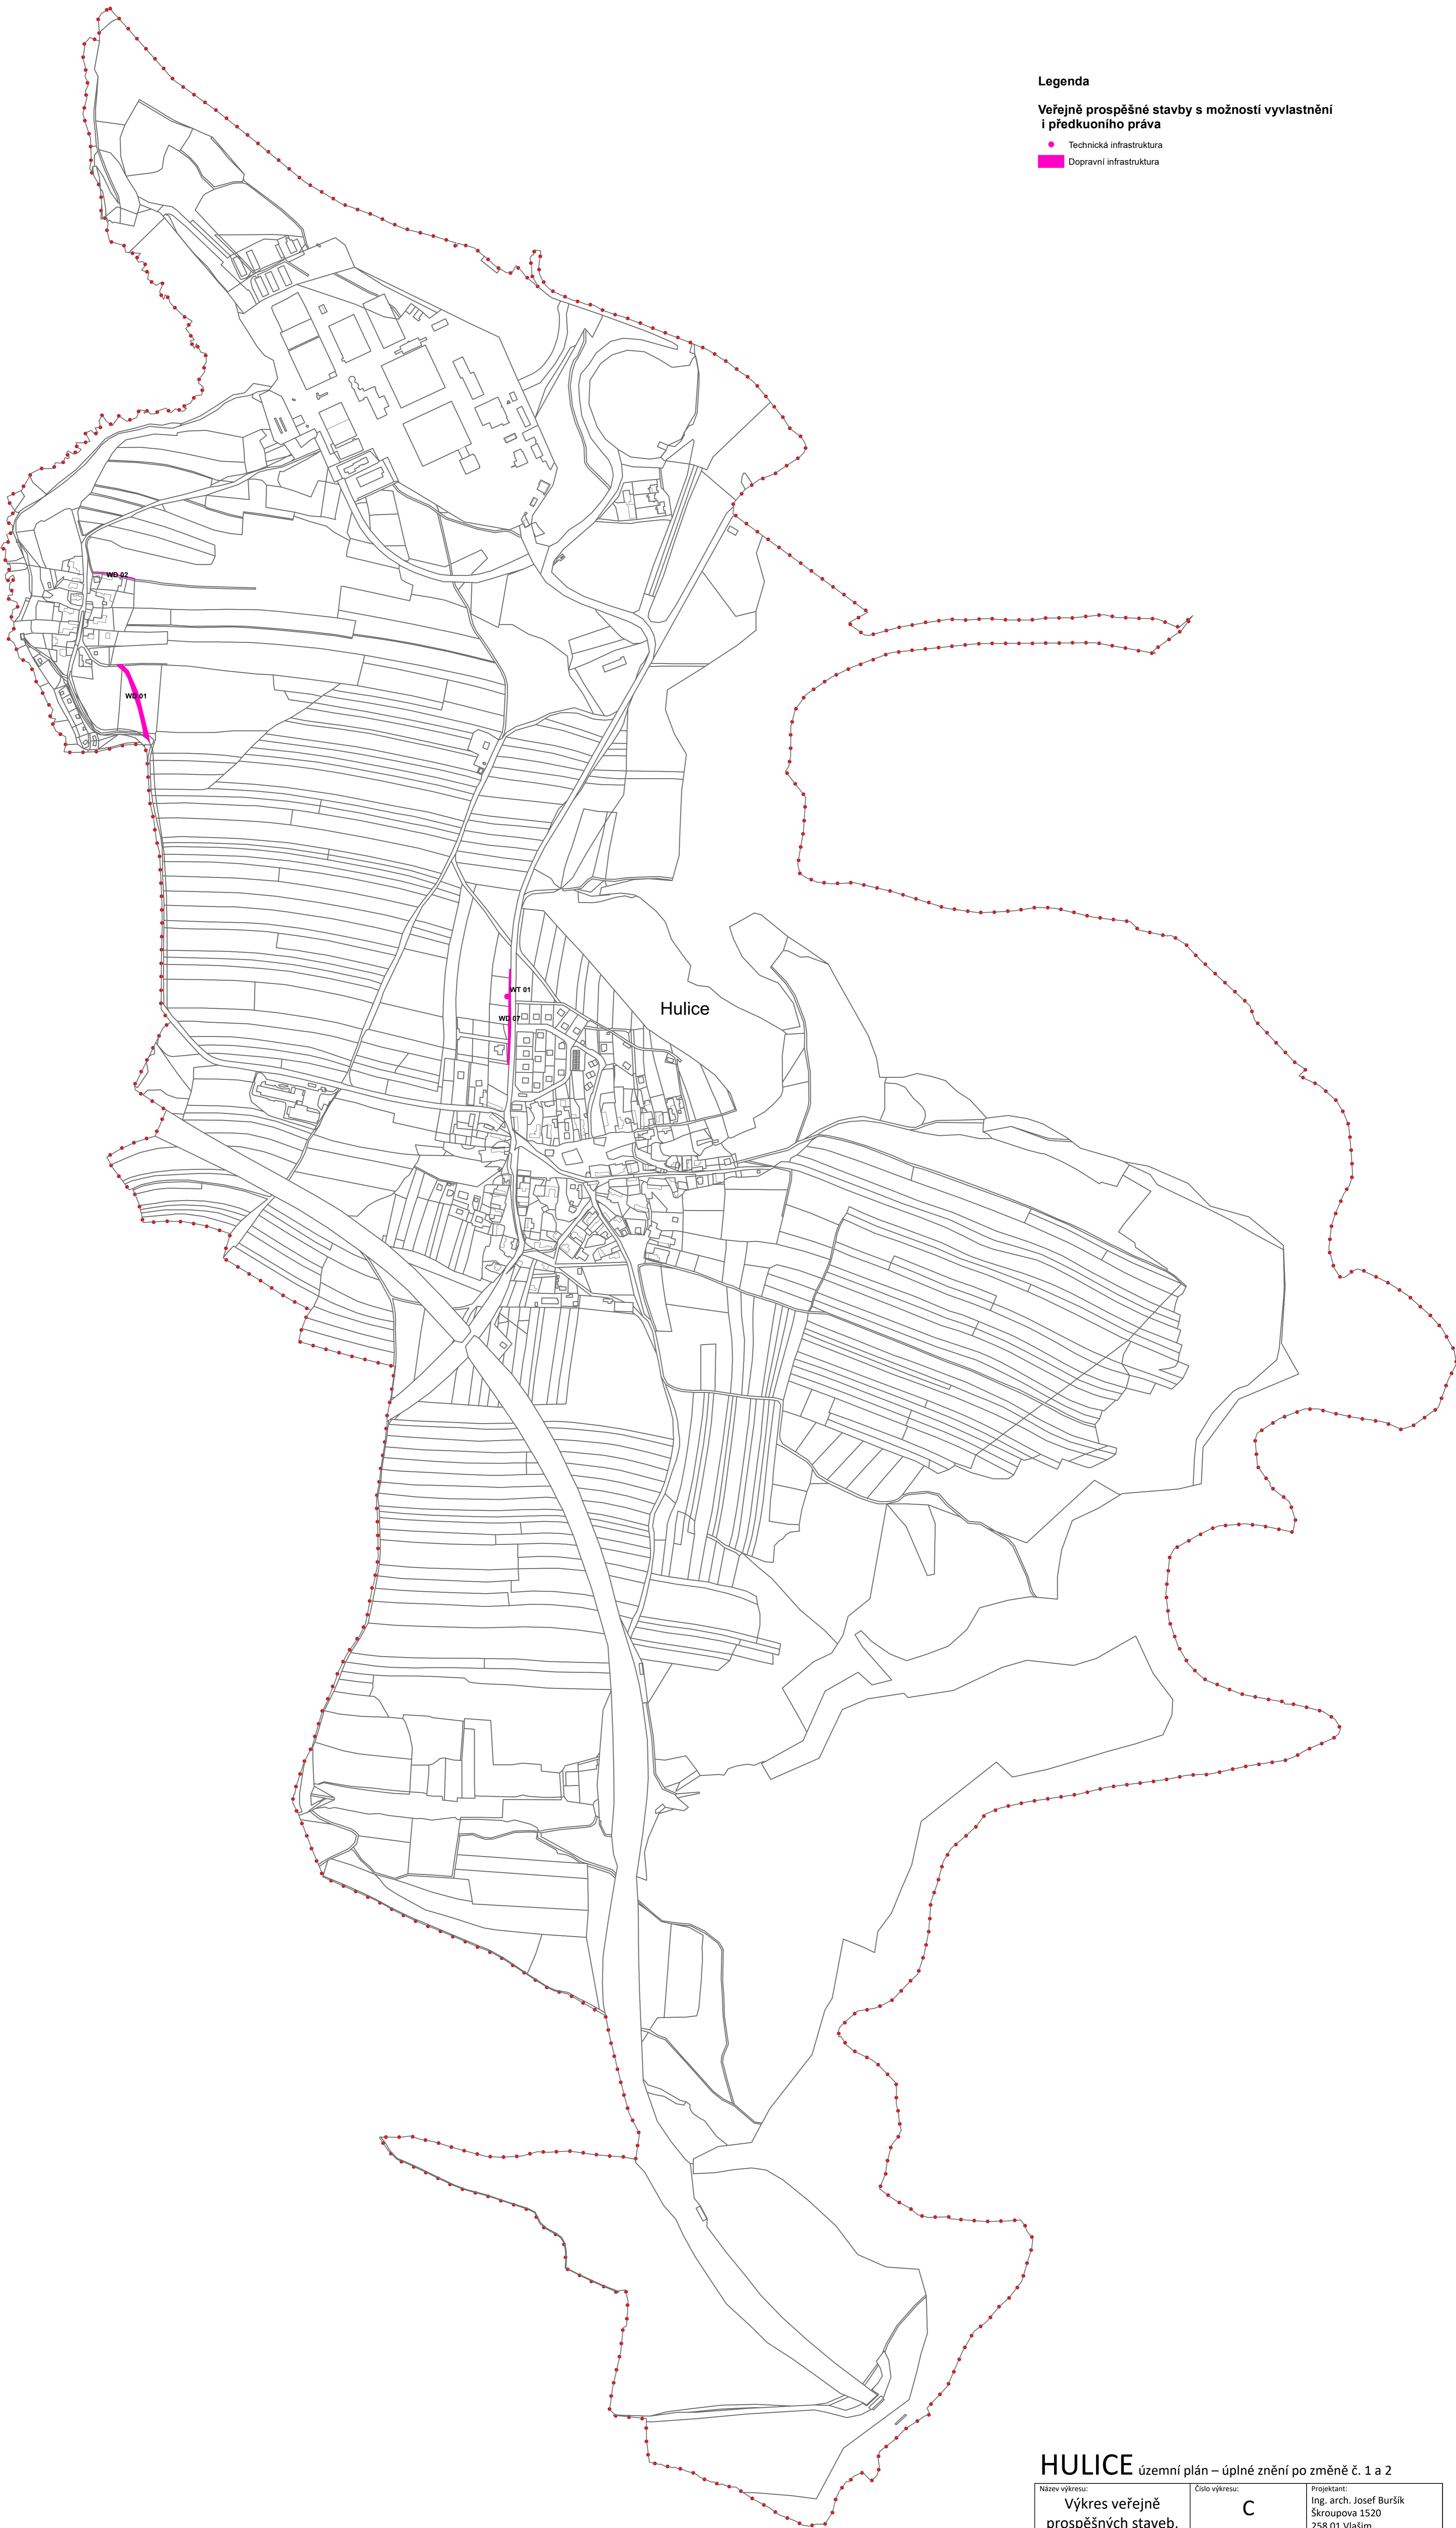 Legenda
Veřejně prospěšné stavby s možností vyvlastnění
i předkuoního práva
Technická infrastruktura
Dopravní infrastruktura
WD 02
WD 01
WT 01
WD 07
Hulice
HULICE územní plán – úplné znění po změně č. 1 a 2
Název výkresu:
Výkres veřejně
prospěšných staveb,
Číslo výkresu:
C
Projektant:
Ing. arch. Josef Buršík
Škroupova 1520
258 01 Vlašim